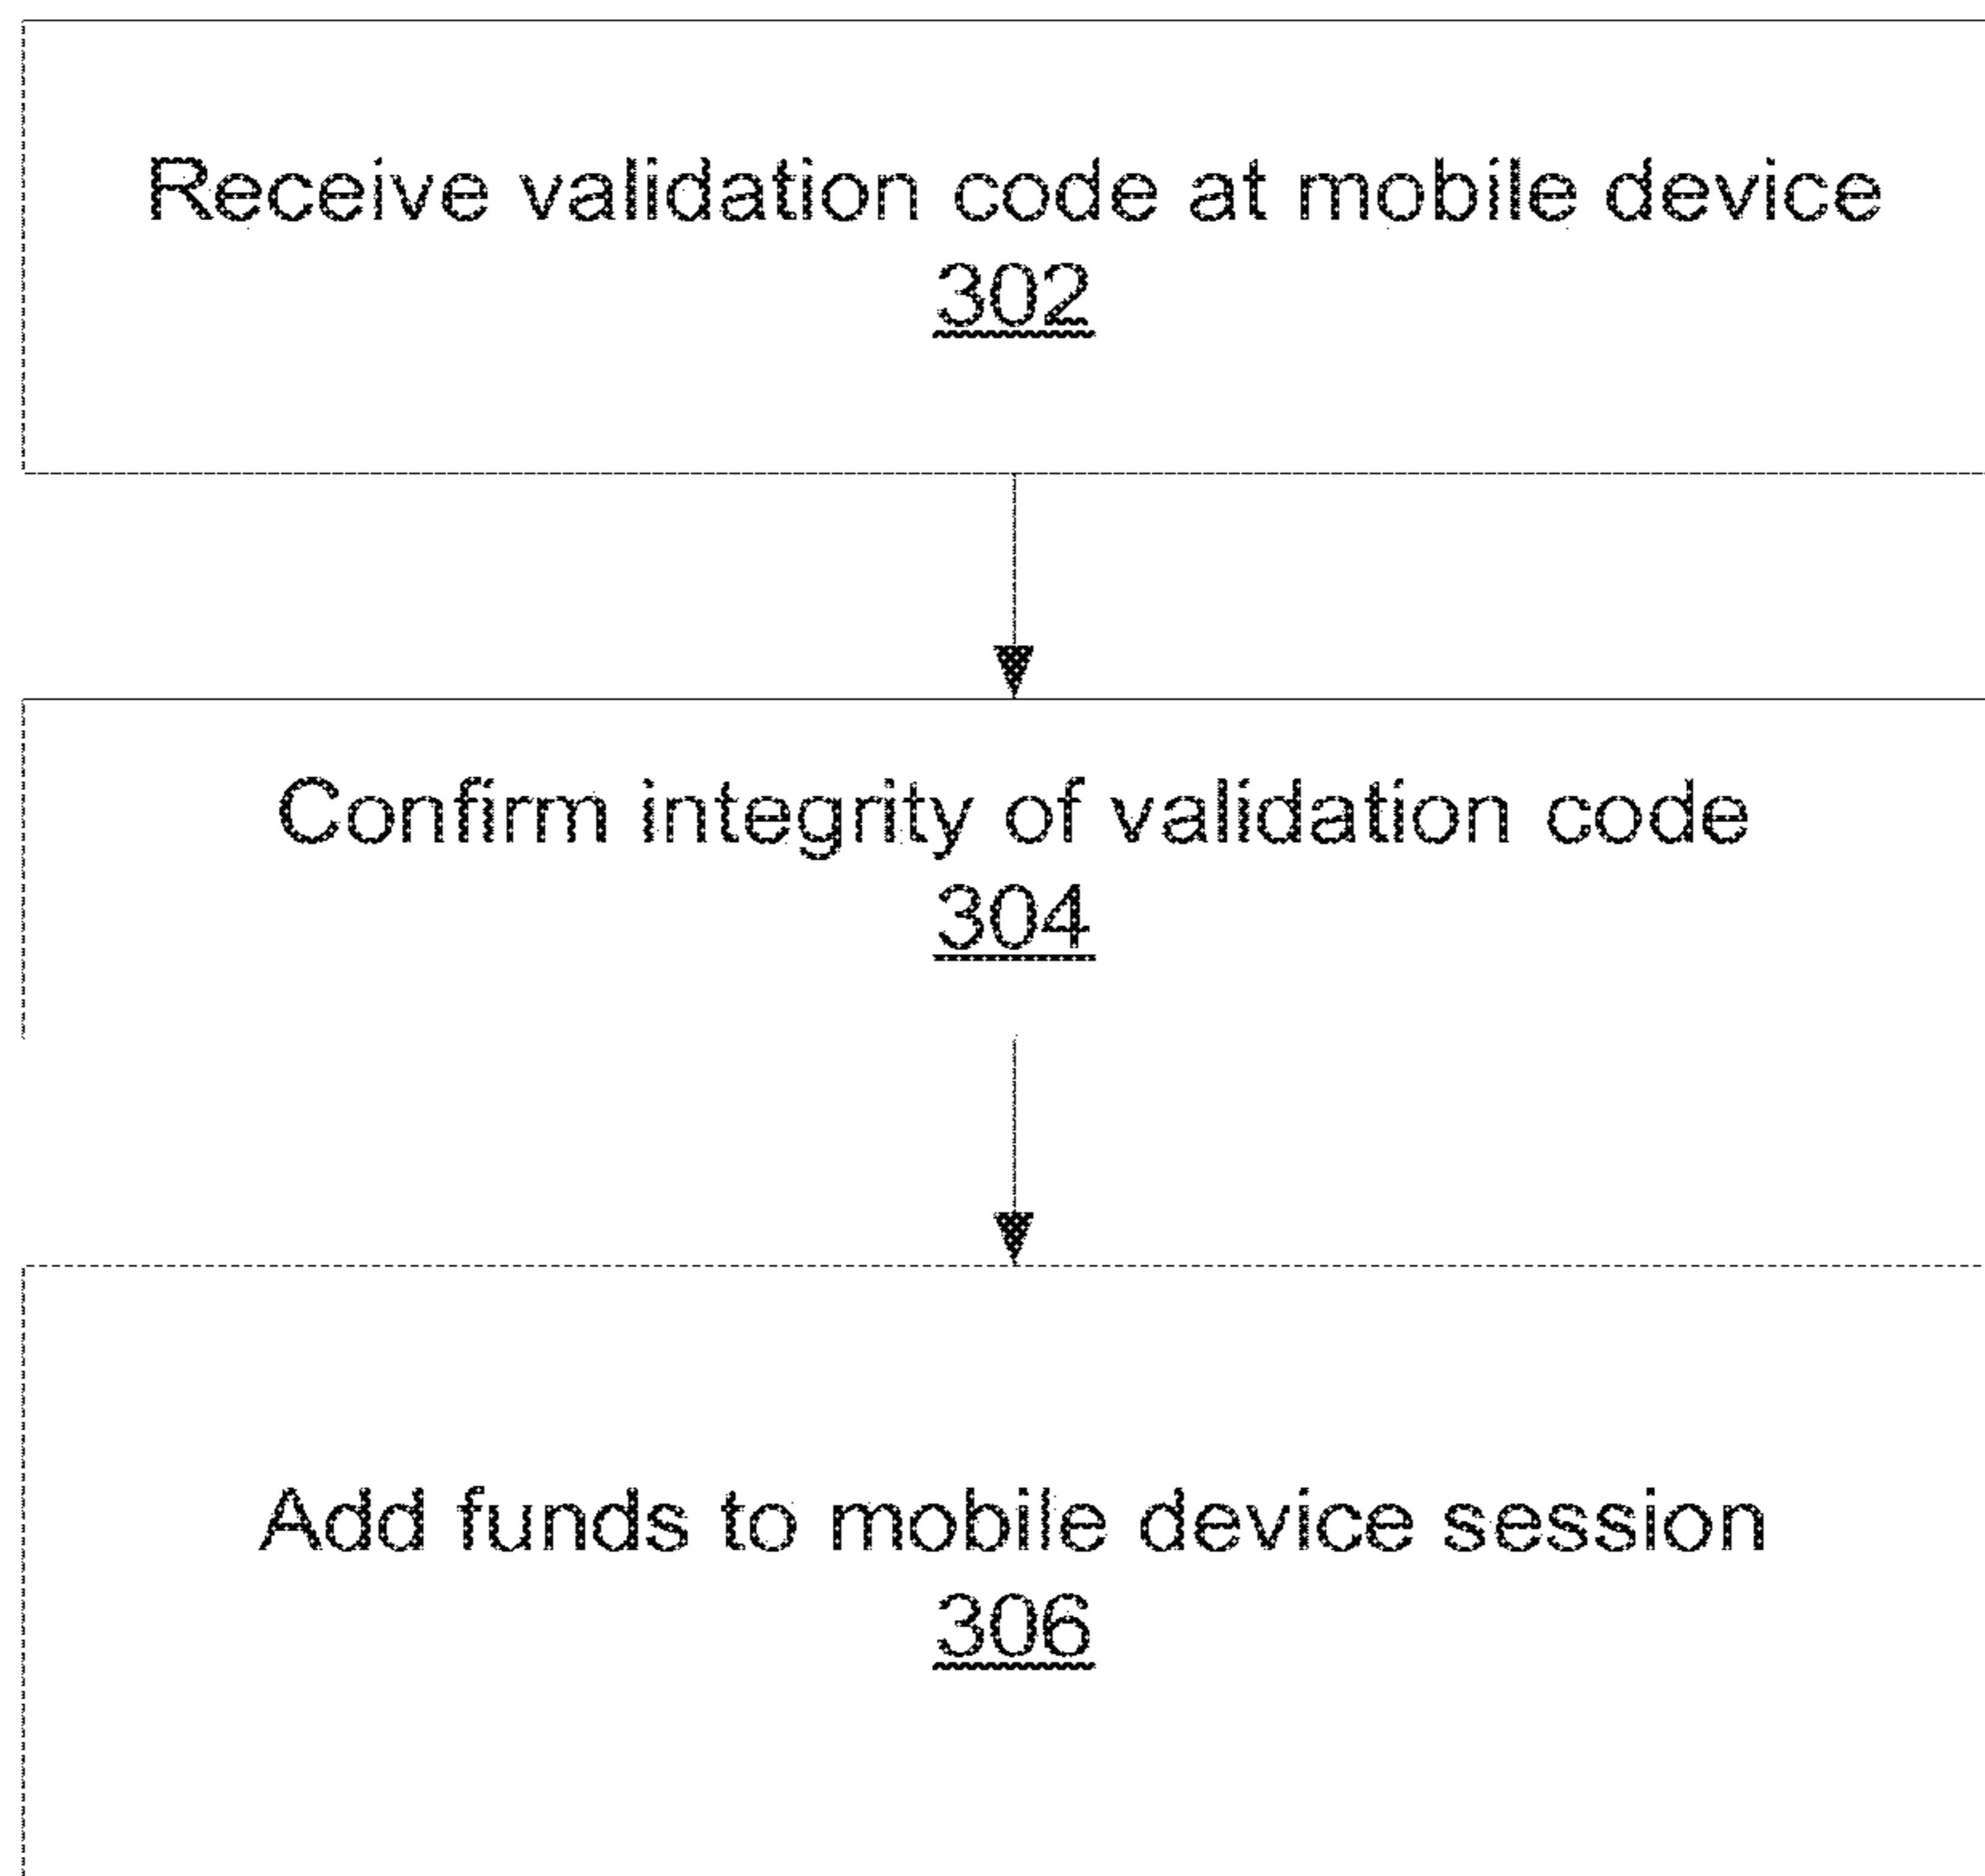 Receive validation code at mobile device
302
Confirm integrity of validation code
304
Add funds to mobile device session
306